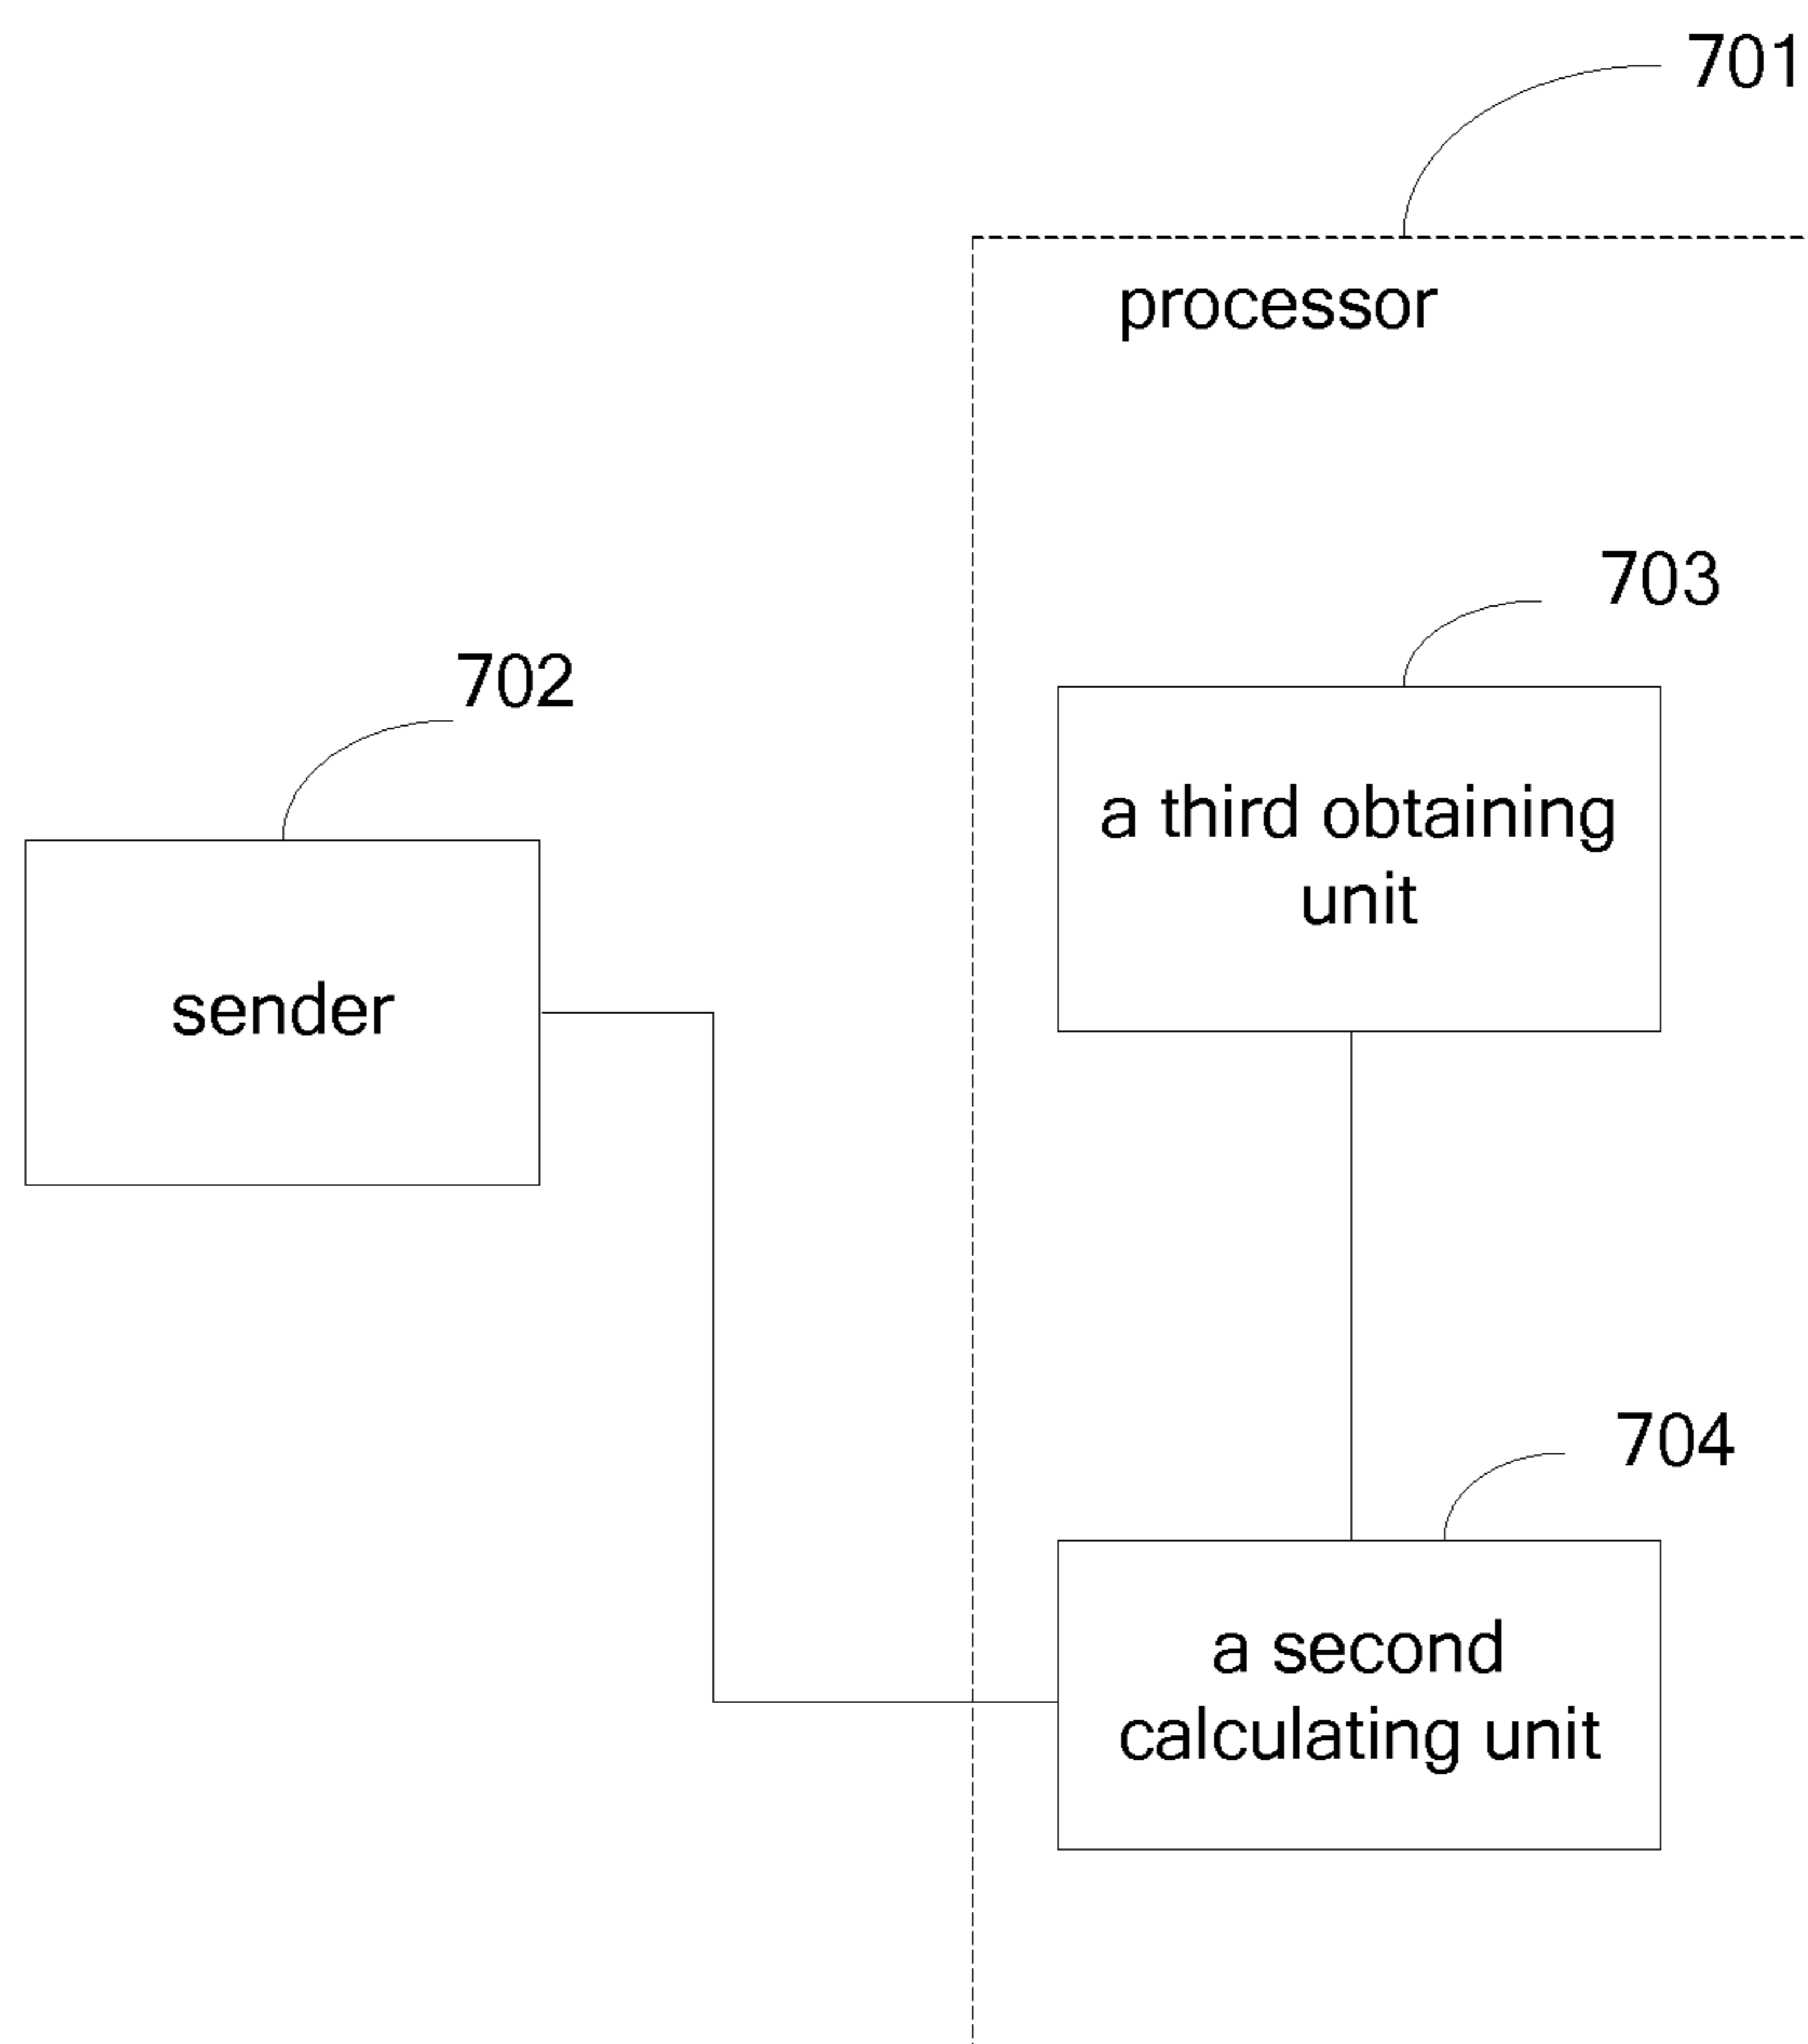 701
processor
703
702
a third obtaining
unit
sender
704
a second
calculating unit